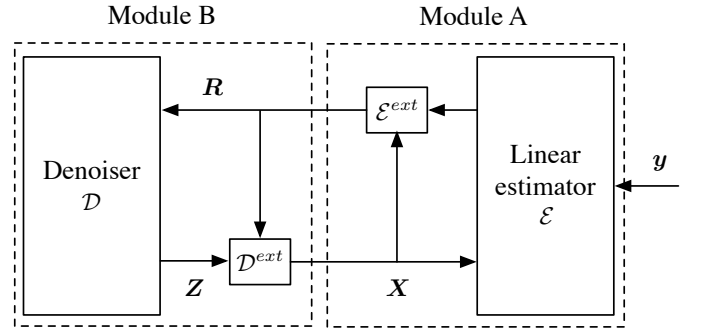 Module B
Module A
R
ℰ^{ext}
Denoiser
𝒟
Linear
estimator
ℰ
y
Z
𝒟^{ext}
X